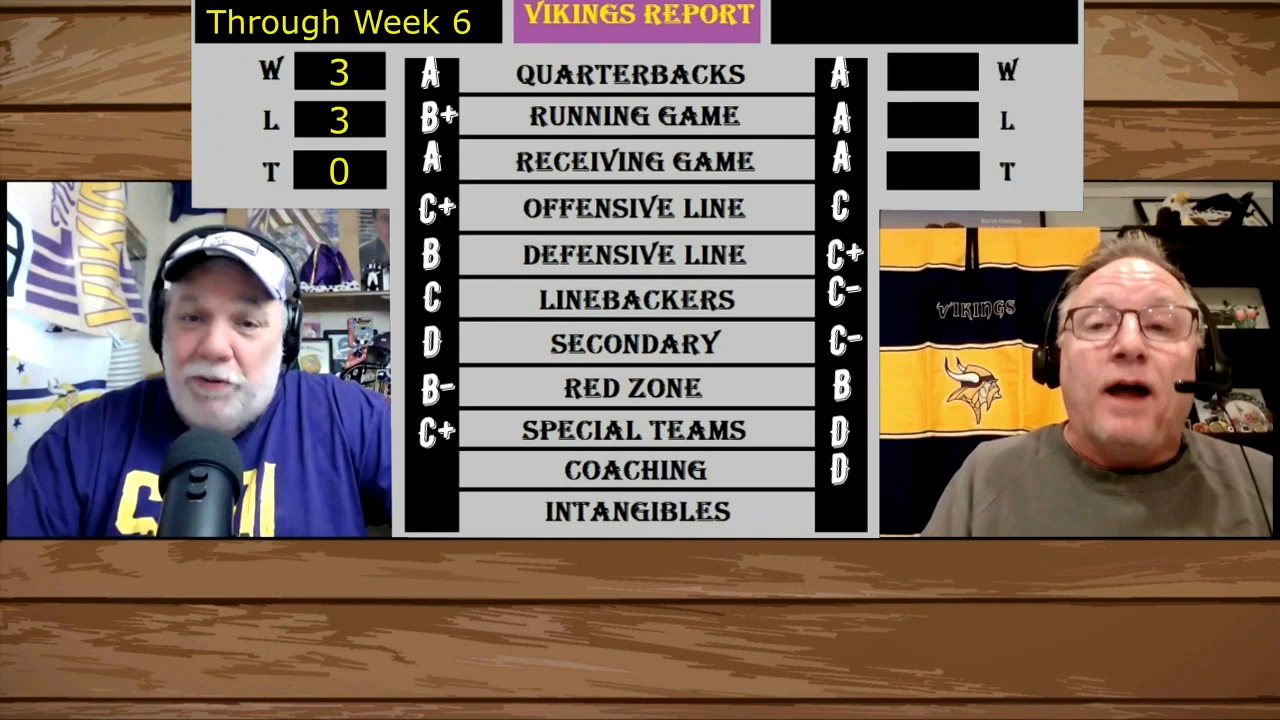 Through Week 6
VIKINGS REPORT
W 3 W
L 3 L
T 0 T
A QUARTERBACKS A
B+ RUNNING GAME A
A RECEIVING GAME A
C+ OFFENSIVE LINE C
B DEFENSIVE LINE C+
C LINEBACKERS C-
D SECONDARY C-
B- RED ZONE B
C+ SPECIAL TEAMS D
COACHING D
INTANGIBLES
VIKINGS